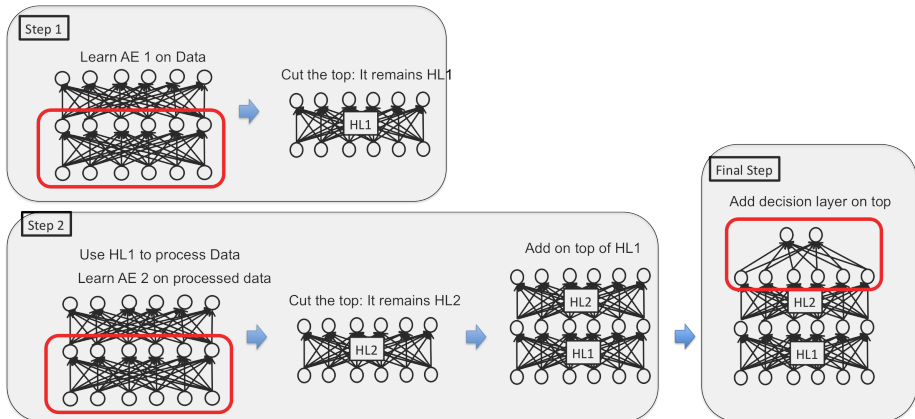 Step 1
Learn AE 1 on Data
Cut the top: It remains HL1
HL1
Step 2
Use HL1 to process Data
Learn AE 2 on processed data
Cut the top: It remains HL2
HL2
Add on top of HL1
HL2
HL1
Final Step
Add decision layer on top
HL2
HL1